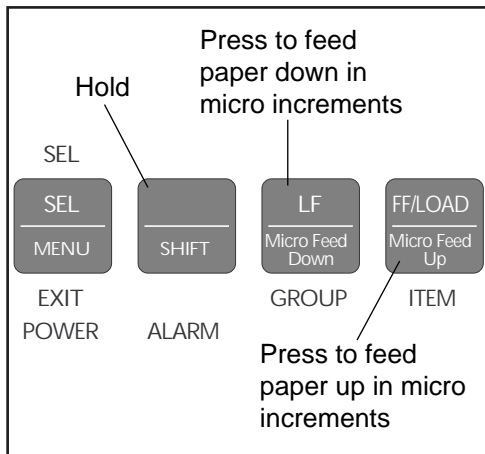 Press to feed
paper down in
micro increments
Hold
SEL
SEL
MENU
SHIFT
LF
Micro Feed
Down
FF/LOAD
Micro Feed
Up
EXIT
GROUP
ITEM
POWER
ALARM
Press to feed
paper up in micro
increments